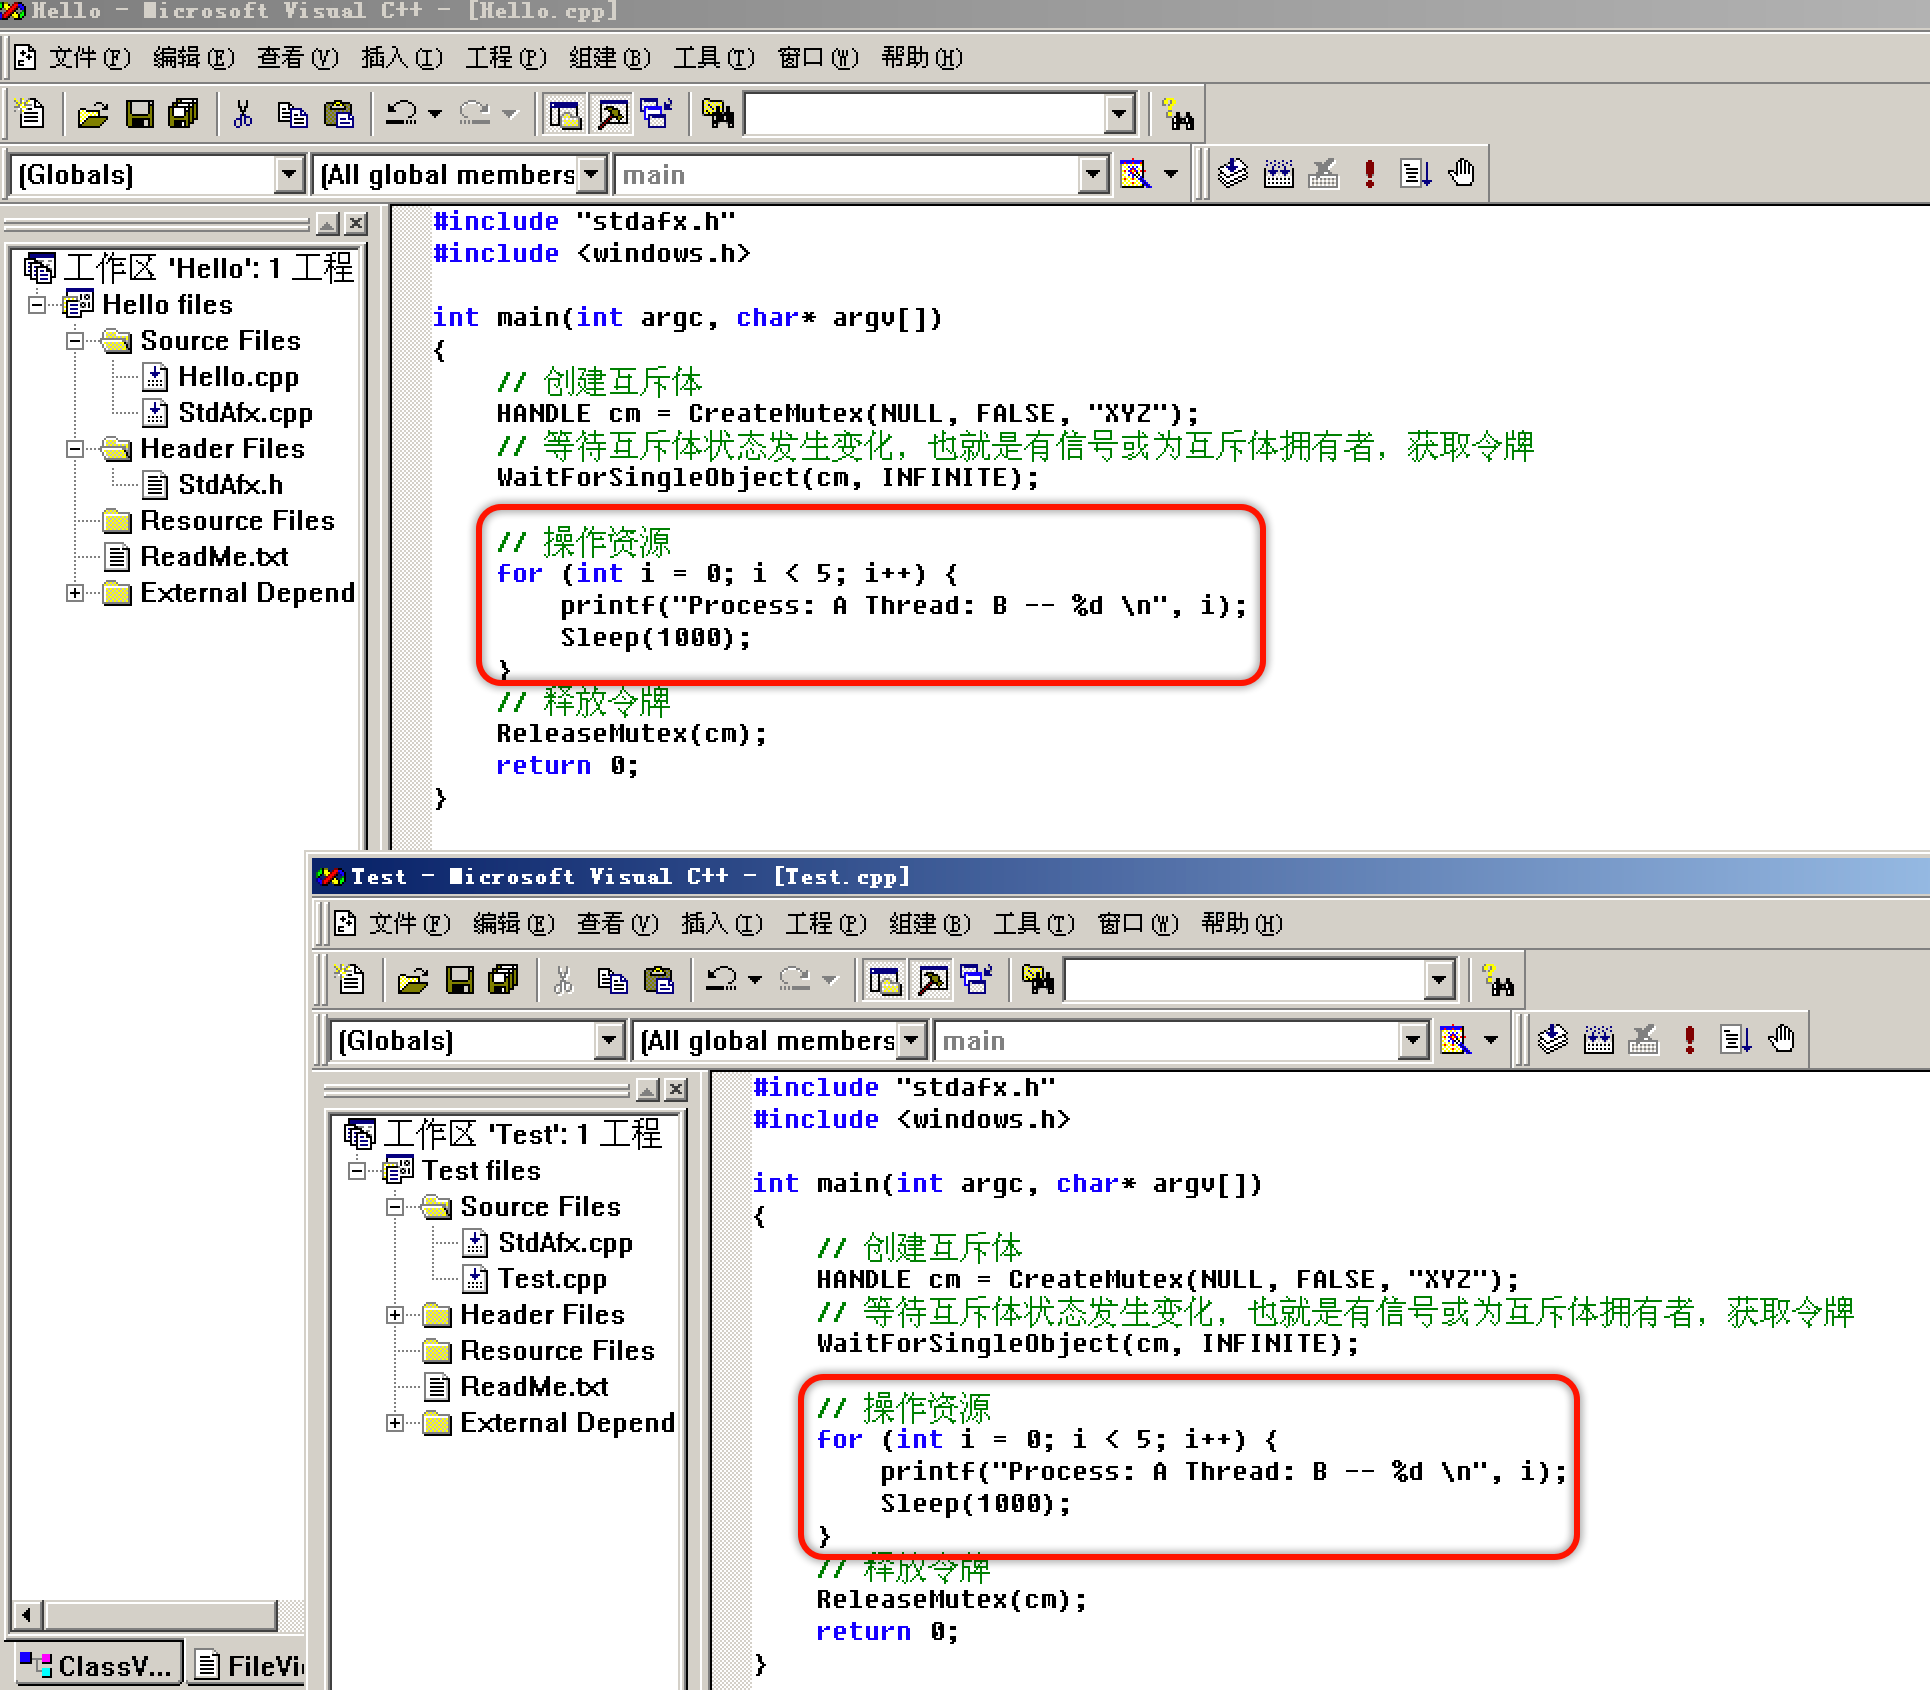 Hello - Microsoft Visual C++ - [Hello.cpp]
文件(F) 编辑(E) 查看(V) 插入(I) 工程(P) 组建(B) 工具(T) 窗口(W) 帮助(H)
(Globals) (All global members main
工作区 'Hello': 1 工程
Hello files
Source Files
Hello.cpp
StdAfx.cpp
Header Files
StdAfx.h
Resource Files
ReadMe.txt
External Depend
#include "stdafx.h"
#include <windows.h>
int main(int argc, char* argv[])
{
// 创建互斥体
HANDLE cm = CreateMutex(NULL, FALSE, "XYZ");
// 等待互斥体状态发生变化，也就是有信号或为互斥体拥有者，获取令牌
WaitForSingleObject(cm, INFINITE);
// 操作资源
for (int i = 0; i < 5; i++) {
printf("Process: A Thread: B -- %d \n", i);
Sleep(1000);
}
// 释放令牌
ReleaseMutex(cm);
return 0;
}
ClassV... FileVi
Test - Microsoft Visual C++ - [Test.cpp]
文件(F) 编辑(E) 查看(V) 插入(I) 工程(P) 组建(B) 工具(T) 窗口(W) 帮助(H)
(Globals) (All global members main
工作区 'Test': 1 工程
Test files
Source Files
StdAfx.cpp
Test.cpp
Header Files
Resource Files
ReadMe.txt
External Depend
#include "stdafx.h"
#include <windows.h>
int main(int argc, char* argv[])
{
// 创建互斥体
HANDLE cm = CreateMutex(NULL, FALSE, "XYZ");
// 等待互斥体状态发生变化，也就是有信号或为互斥体拥有者，获取令牌
WaitForSingleObject(cm, INFINITE);
// 操作资源
for (int i = 0; i < 5; i++) {
printf("Process: A Thread: B -- %d \n", i);
Sleep(1000);
}
// 释放令牌
ReleaseMutex(cm);
return 0;
}